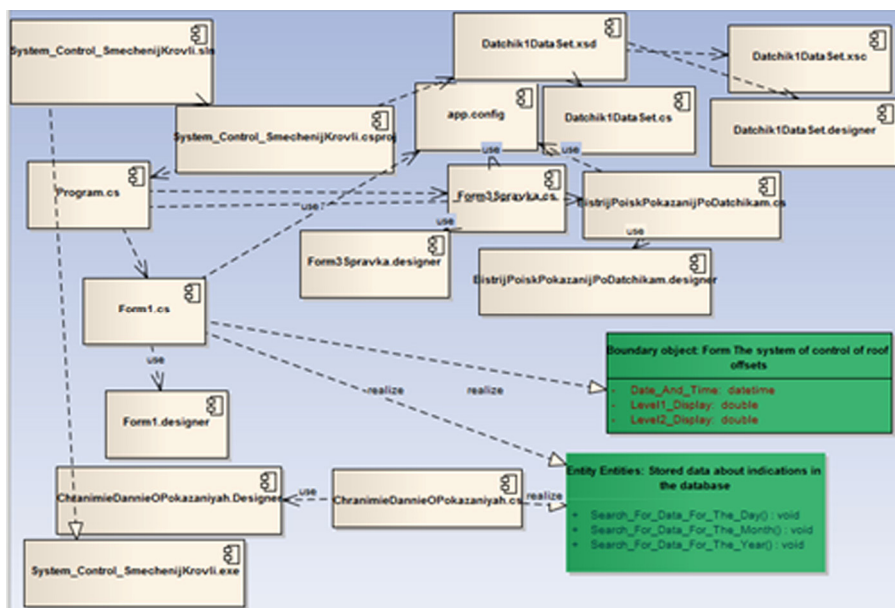 System_Control_SmechenijKrovli.sln
Datchik1DataSet.xsd
Datchik1DataSet.xsc
app.config
Datchik1DataSet.cs
Datchik1DataSet.designer
System_Control_SmechenijKrovli.csproj
use
use
Program.cs
use
Form3Spravka.cs
BistrijPoiskPokazanijPoDatchikam.cs
use
use
Form3Spravka.designer
BistrijPoiskPokazanijPoDatchikam.designer
Form1.cs
use
realize
realize
Boundary object: Form The system of control of roof
offsets
- Date_And_Time: datetime
- Level1_Display: double
- Level2_Display: double
Form1.designer
Entity Entities: Stored data about indications in
the database
+ Search_For_Data_For_The_Day() : void
+ Search_For_Data_For_The_Month() : void
+ Search_For_Data_For_The_Year() : void
ChranimieDannieOPokazaniyah.Designer
use
ChranimieDannieOPokazaniyah.cs
realize
System_Control_SmechenijKrovli.exe